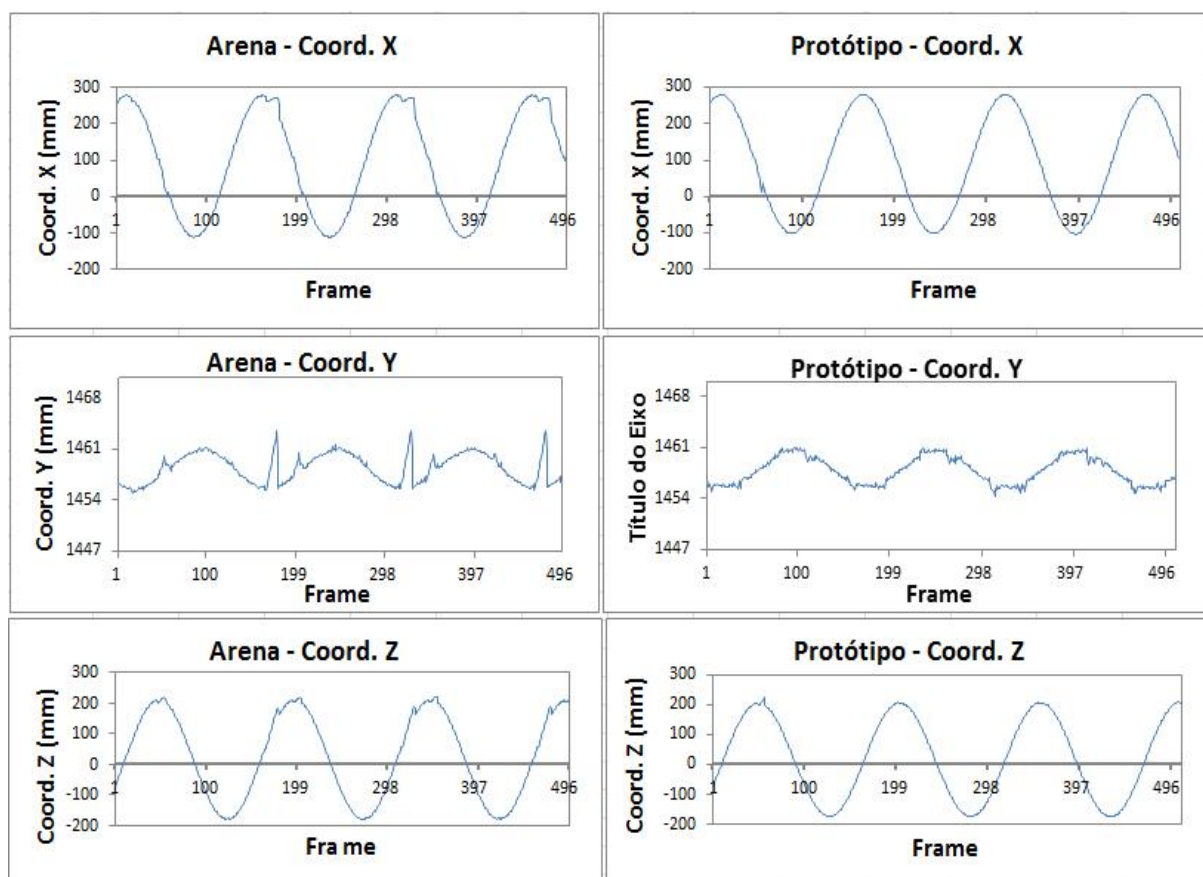 Arena - Coord. X
Coord. X (mm)
300
200
100
0
-100
-200
1 100 199 298 397 496
Frame
Protótipo - Coord. X
Coord. X (mm)
300
200
100
0
-100
-200
1 100 199 298 397 496
Frame
Arena - Coord. Y
Coord. Y (mm)
1468
1461
1454
1447
1 100 199 298 397 496
Frame
Protótipo - Coord. Y
Título do Eixo
1468
1461
1454
1447
1 100 199 298 397 496
Frame
Arena - Coord. Z
Coord. Z (mm)
300
200
100
0
-100
-200
1 100 199 298 397 496
Fra me
Protótipo - Coord. Z
Coord. Z (mm)
300
200
100
0
-100
-200
1 100 199 298 397 496
Frame